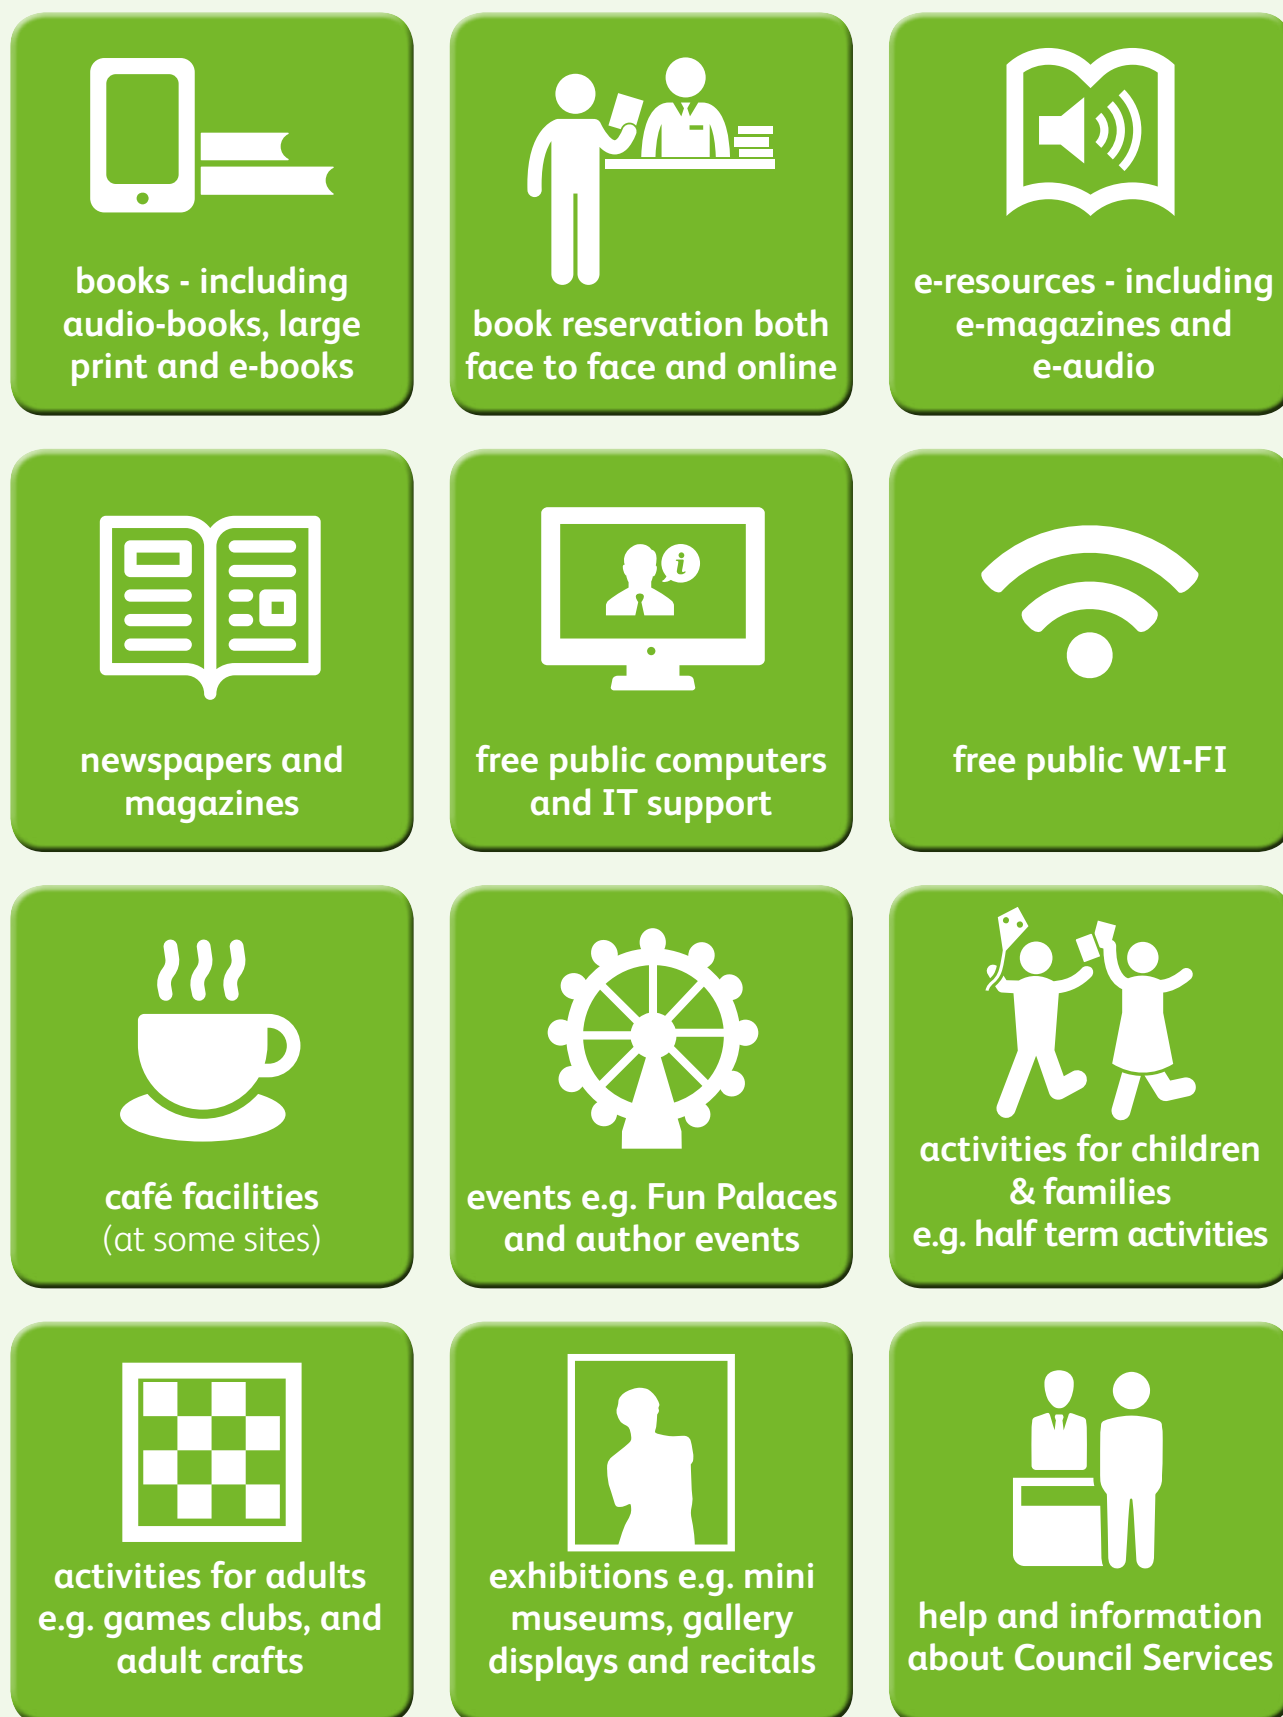 books - including
audio-books, large
print and e-books
book reservation both
face to face and online
e-resources - including
e-magazines and
e-audio
newspapers and
magazines
i
free public computers
and IT support
free public WI-FI
café facilities
(at some sites)
events e.g. Fun Palaces
and author events
activities for children
& families
e.g. half term activities
activities for adults
e.g. games clubs, and
adult crafts
exhibitions e.g. mini
museums, gallery
displays and recitals
help and information
about Council Services